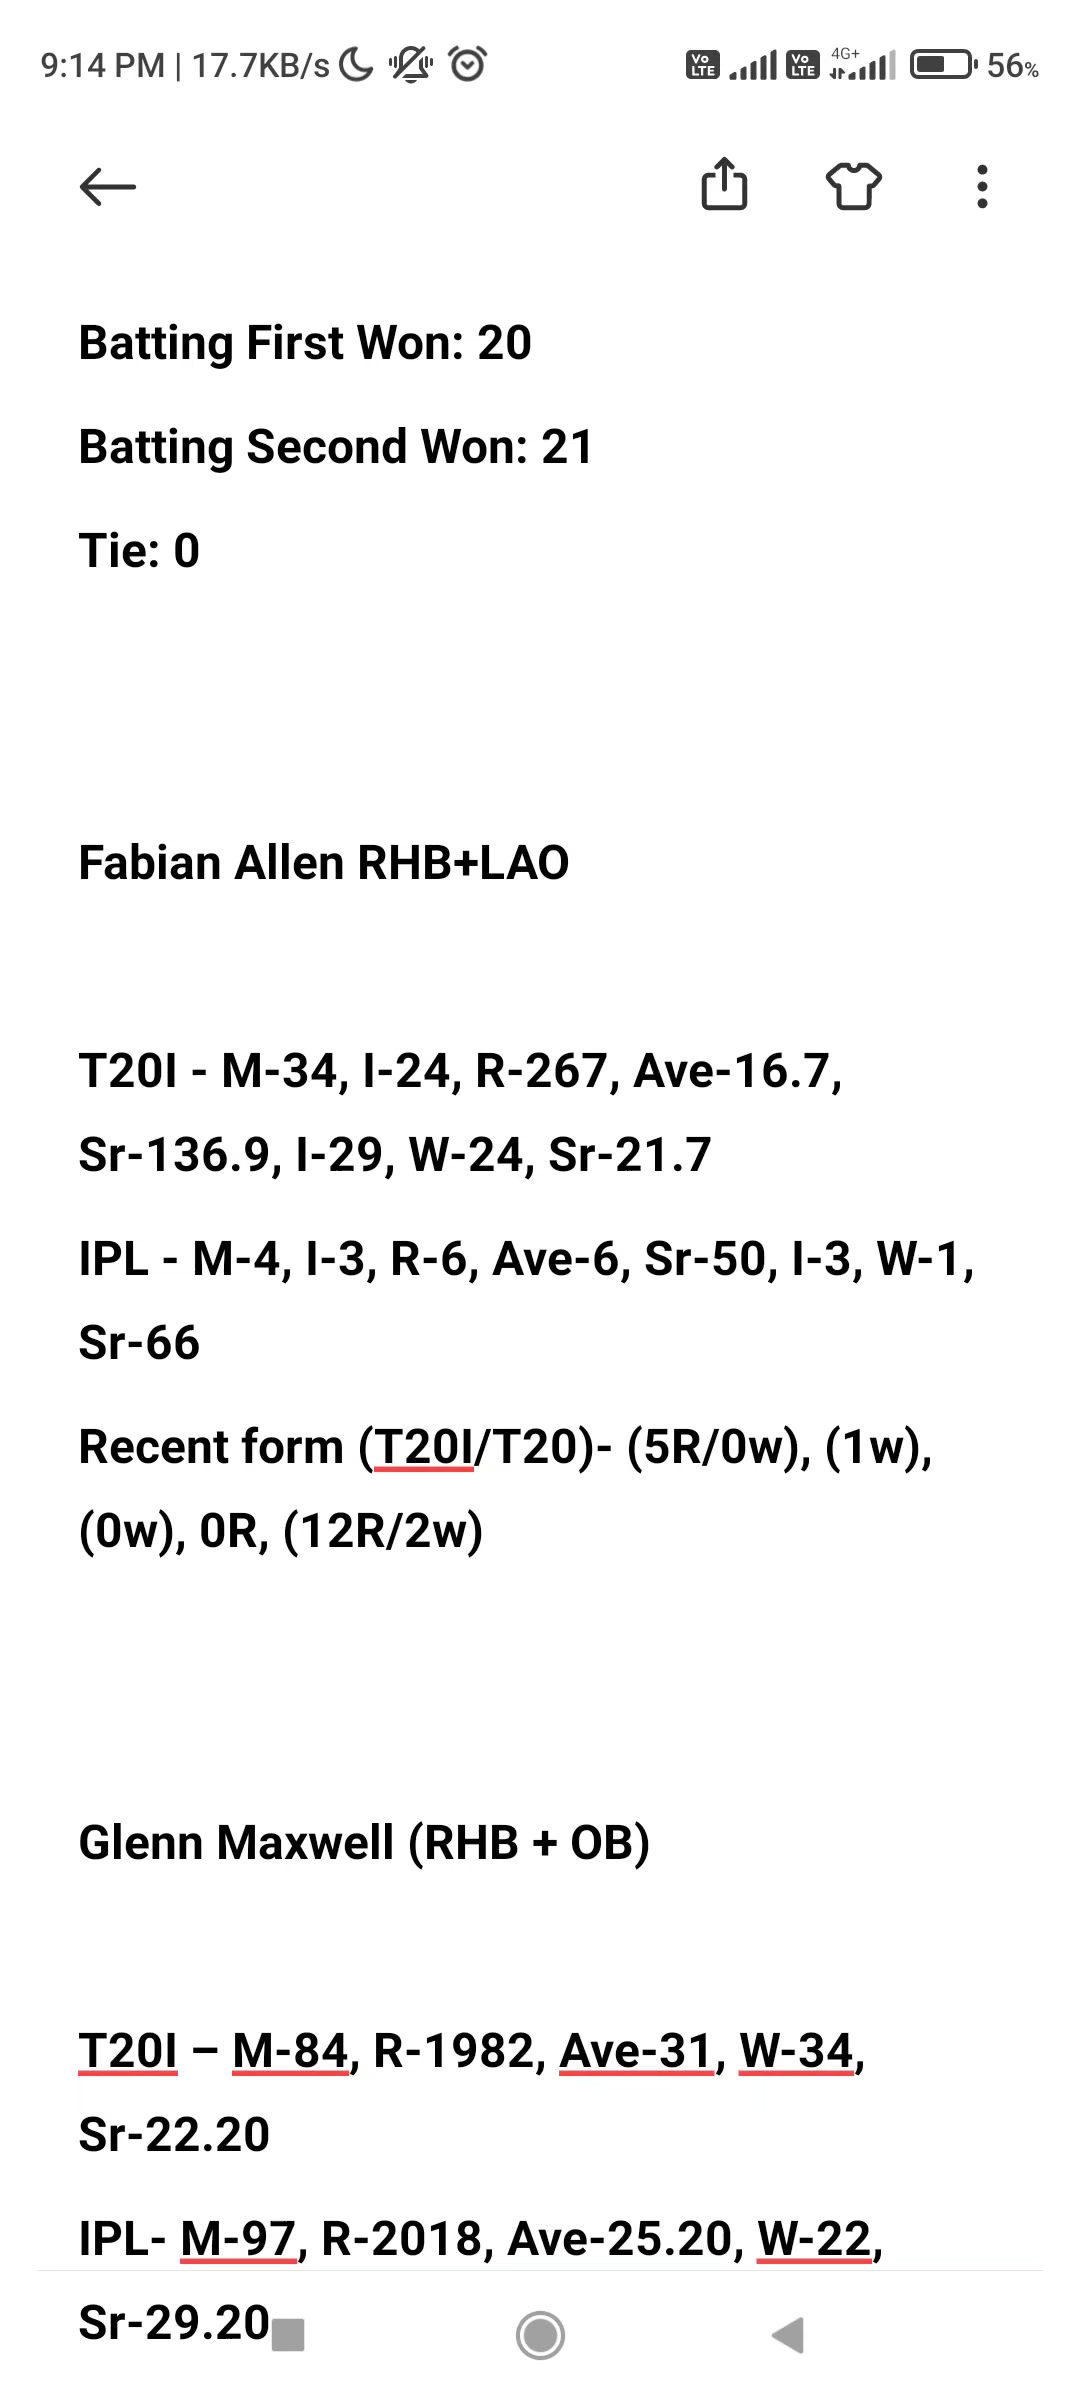 9:14 PM | 17.7KB/s
Vo LTE Vo LTE 4G+ 56%
Batting First Won: 20
Batting Second Won: 21
Tie: 0
Fabian Allen RHB+LAO
T20I - M-34, I-24, R-267, Ave-16.7,
Sr-136.9, I-29, W-24, Sr-21.7
IPL - M-4, I-3, R-6, Ave-6, Sr-50, I-3, W-1,
Sr-66
Recent form (T20I/T20)- (5R/0w), (1w),
(0w), 0R, (12R/2w)
Glenn Maxwell (RHB + OB)
T20I – M-84, R-1982, Ave-31, W-34,
Sr-22.20
IPL- M-97, R-2018, Ave-25.20, W-22,
Sr-29.20